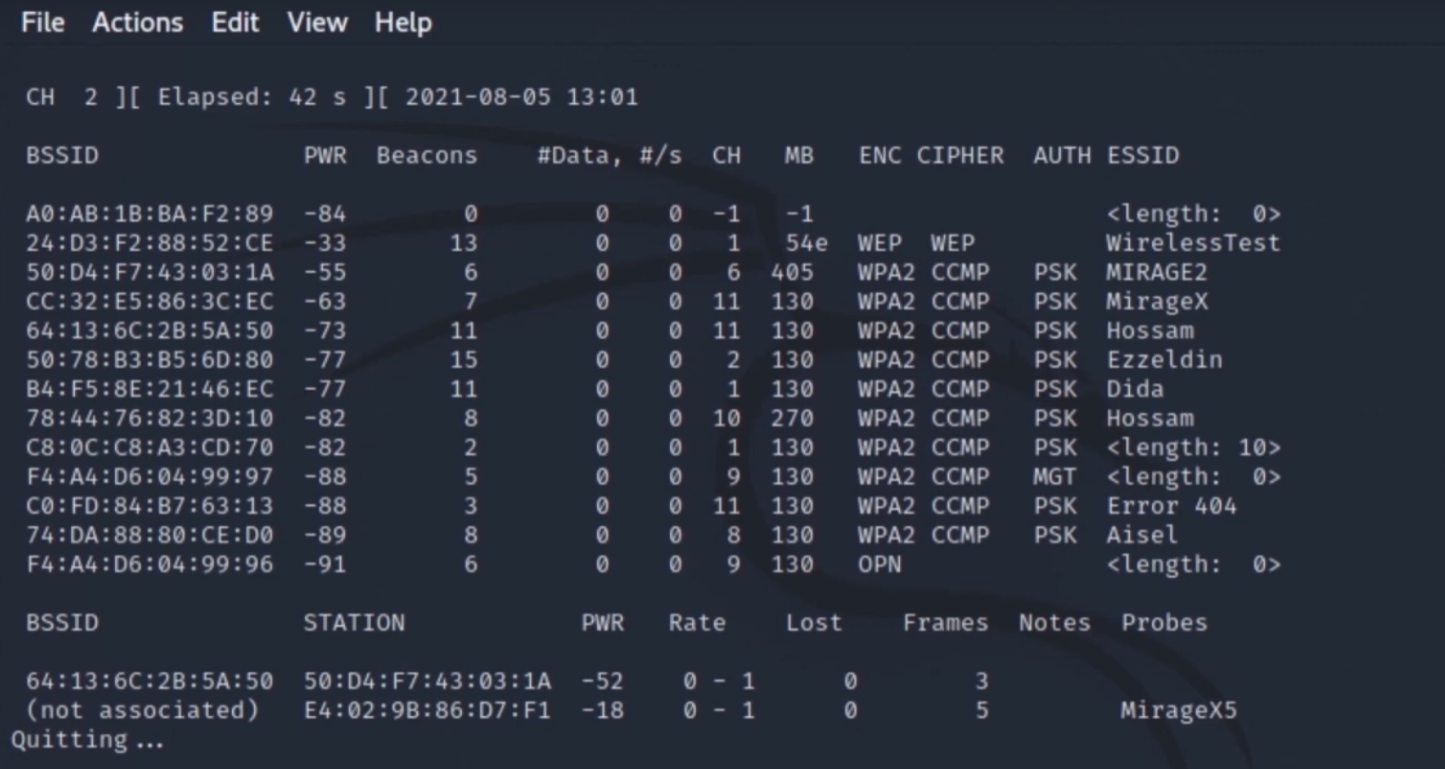 File Actions Edit View Help
CH 2 ][ Elapsed: 42 s ][ 2021-08-05 13:01
BSSID PWR Beacons #Data, #/s CH MB ENC CIPHER AUTH ESSID
A0:AB:1B:BA:F2:89 -84 0 0 0 -1 -1 <length: 0>
24:D3:F2:88:52:CE -33 13 0 0 1 54e WEP WEP WirelessTest
50:D4:F7:43:03:1A -55 6 0 0 6 405 WPA2 CCMP PSK MIRAGE2
CC:32:E5:86:3C:EC -63 7 0 0 11 130 WPA2 CCMP PSK MirageX
64:13:6C:2B:5A:50 -73 11 0 0 11 130 WPA2 CCMP PSK Hossam
50:78:B3:B5:6D:80 -77 15 0 0 2 130 WPA2 CCMP PSK Ezzeldin
B4:F5:8E:21:46:EC -77 11 0 0 1 130 WPA2 CCMP PSK Dida
78:44:76:82:3D:10 -82 8 0 0 10 270 WPA2 CCMP PSK Hossam
C8:0C:C8:A3:CD:70 -82 2 0 0 1 130 WPA2 CCMP PSK <length: 10>
F4:A4:D6:04:99:97 -88 5 0 0 9 130 WPA2 CCMP MGT <length: 0>
C0:FD:84:B7:63:13 -88 3 0 0 11 130 WPA2 CCMP PSK Error 404
74:DA:88:80:CE:D0 -89 8 0 0 8 130 WPA2 CCMP PSK Aisel
F4:A4:D6:04:99:96 -91 6 0 0 9 130 OPN <length: 0>
BSSID STATION PWR Rate Lost Frames Notes Probes
64:13:6C:2B:5A:50 50:D4:F7:43:03:1A -52 0 - 1 0 3
(not associated) E4:02:9B:86:D7:F1 -18 0 - 1 0 5 MirageX5
Quitting...